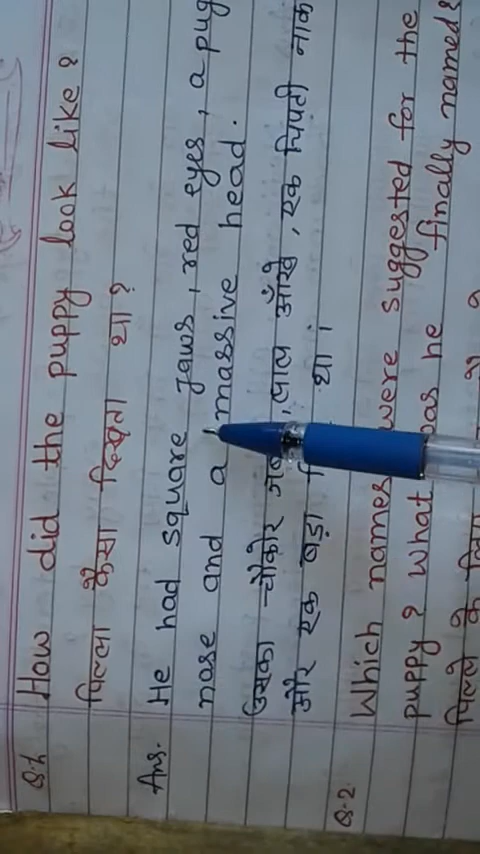 Q.1 How did the puppy look like ?
पिल्ला कैसा दिखता था ?
Ans. He had square jaws, red eyes, a pug
nose and a massive head.
उसका चौकोर , लाल आँखे , एक चिपटी नाक
और एक बड़ा था ।
Q.2 Which names were suggested for the
puppy ? What was he finally named ?
पिल्ले के लिए